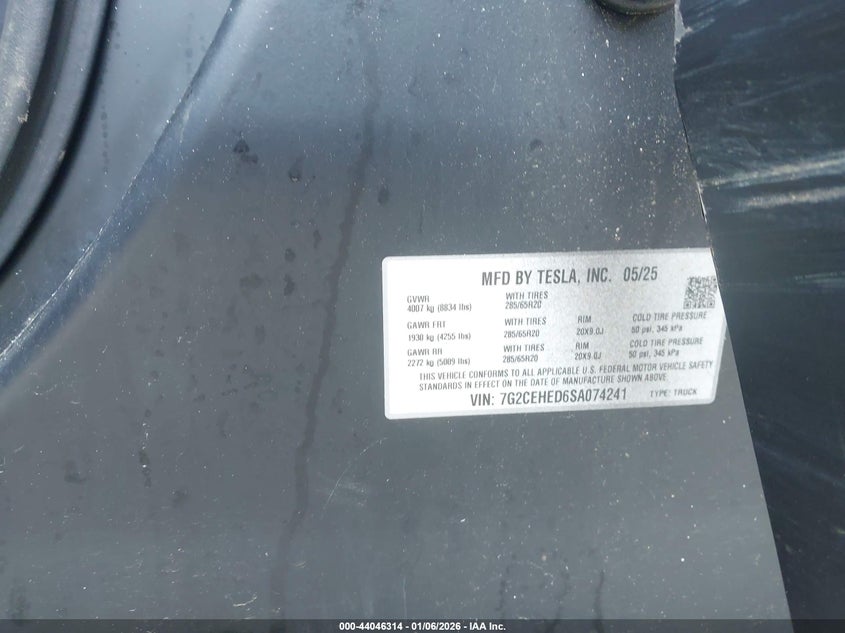 MFD BY TESLA, INC. 05/25
GVWR WITH TIRES
4007 kg (8834 lbs) 285/65R20
GAWR FRT WITH TIRES RIM COLD TIRE PRESSURE
1930 kg (4255 lbs) 285/65R20 20X9.0J 50 psi, 345 kPa
GAWR RR WITH TIRES RIM COLD TIRE PRESSURE
2272 kg (5009 lbs) 285/65R20 20X9.0J 50 psi, 345 kPa
THIS VEHICLE CONFORMS TO ALL APPLICABLE U.S. FEDERAL MOTOR VEHICLE SAFETY
STANDARDS IN EFFECT ON THE DATE OF MANUFACTURE SHOWN ABOVE
VIN: 7G2CEHED6SA074241 TYPE: TRUCK
000-44046314 - 01/06/2026 - IAA Inc.